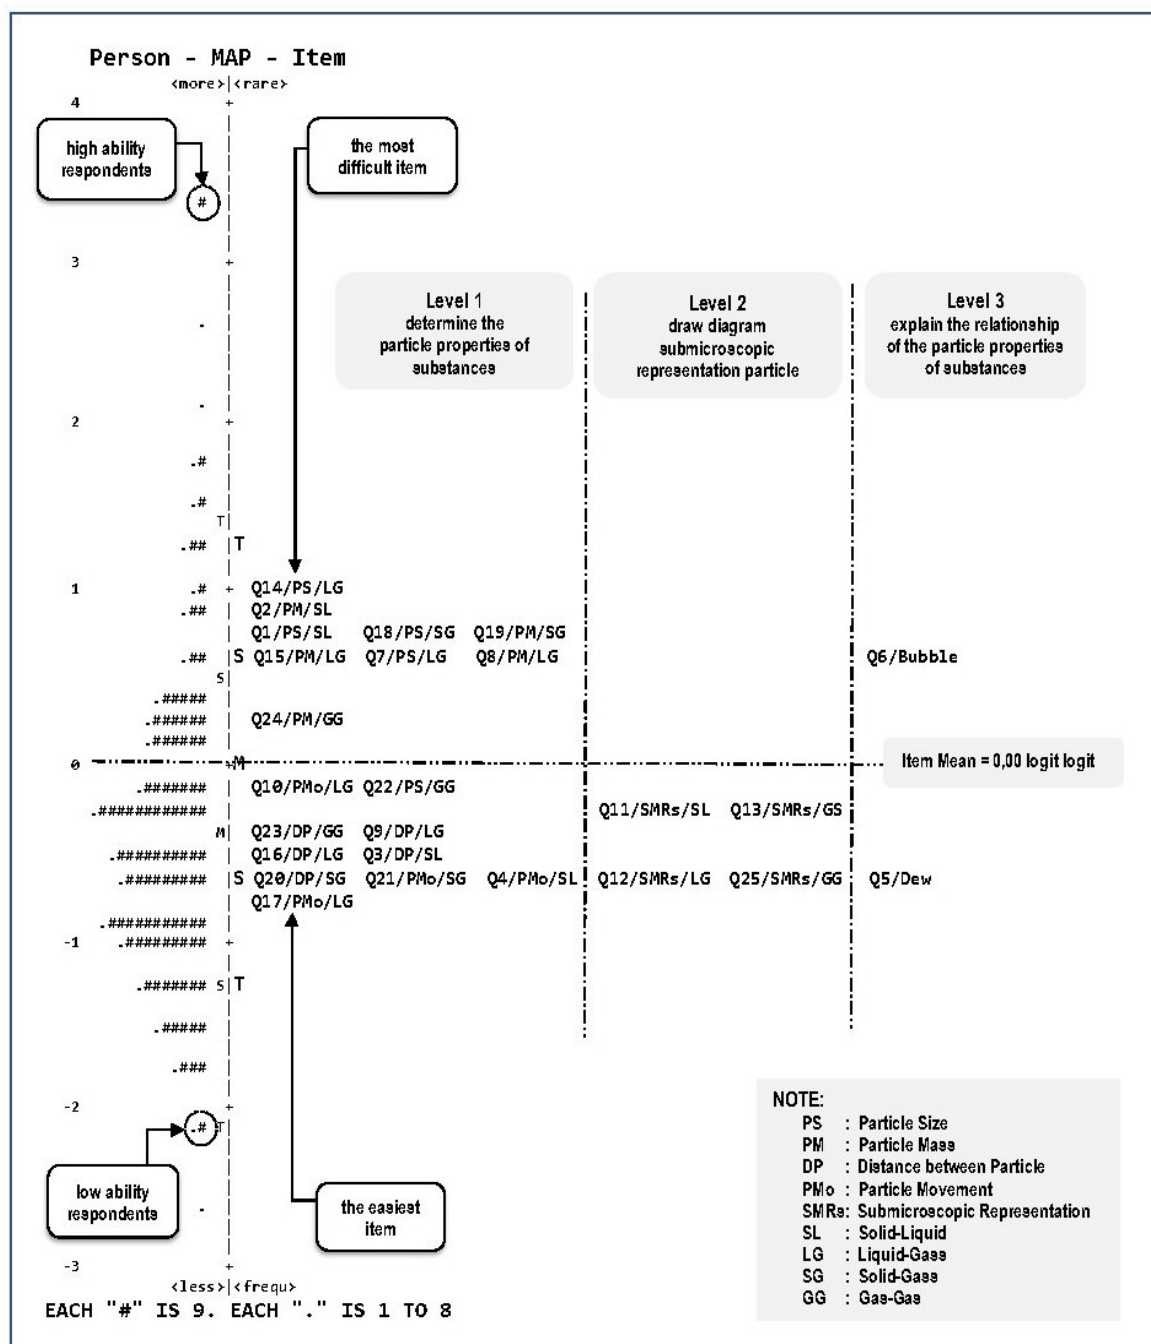 Person - MAP - Item
<more>|<rare>
4 +
high ability
respondents
the most
difficult item
#
3 +
Level 1
determine the
particle properties of
substances
Level 2
draw diagram
submicroscopic
representation particle
Level 3
explain the relationship
of the particle properties
of substances
.
.
2 +
.#
.#
T
.## T
1 .# + Q14/PS/LG
.## Q2/PM/SL
Q1/PS/SL Q18/PS/SG Q19/PM/SG
.## S Q15/PM/LG Q7/PS/LG Q8/PM/LG Q6/Bubble
S
.#####
.###### Q24/PM/GG
.######
0 +M Item Mean = 0,00 logit logit
.####### Q10/PMo/LG Q22/PS/GG
.############ Q11/SMRs/SL Q13/SMRs/GS
M| Q23/DP/GG Q9/DP/LG
.########## Q16/DP/LG Q3/DP/SL
.######### |S Q20/DP/SG Q21/PMo/SG Q4/PMo/SL Q12/SMRs/LG Q25/SMRs/GG Q5/Dew
Q17/PMo/LG
.###########
-1 .######### +
.####### S|T
.#####
.###
-2 +
.# T
low ability
respondents
the easiest
item
.
-3 +
<less>|<frequ>
EACH "#" IS 9. EACH "." IS 1 TO 8
NOTE:
PS : Particle Size
PM : Particle Mass
DP : Distance between Particle
PMo : Particle Movement
SMRs: Submicroscopic Representation
SL : Solid-Liquid
LG : Liquid-Gass
SG : Solid-Gass
GG : Gas-Gas